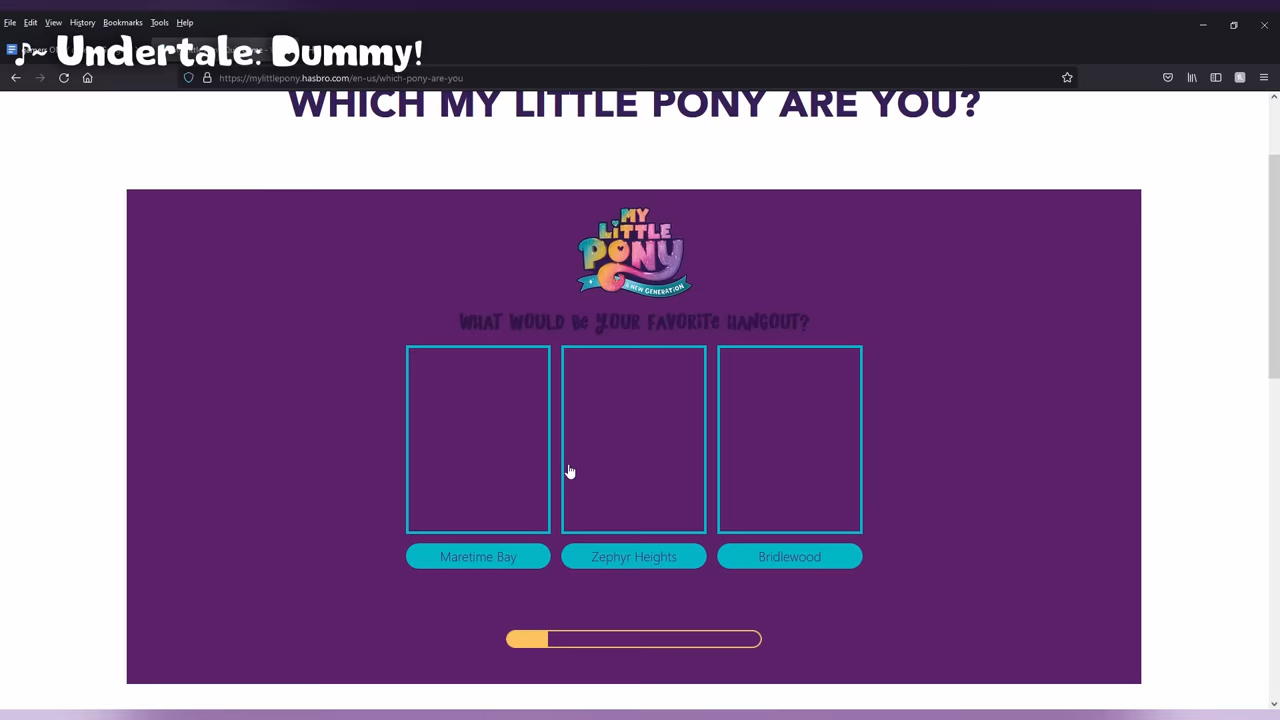 File Edit View History Bookmarks Tools Help
♪~ Undertale: Dummy!
https://mylittlepony.hasbro.com/en-us/which-pony-are-you
WHICH MY LITTLE PONY ARE YOU?
MY
LITTLE
PONY
A NEW GENERATION
WHAT WOULD Be YOUR FAVORITe HANGOUT?
Maretime Bay Zephyr Heights Bridlewood